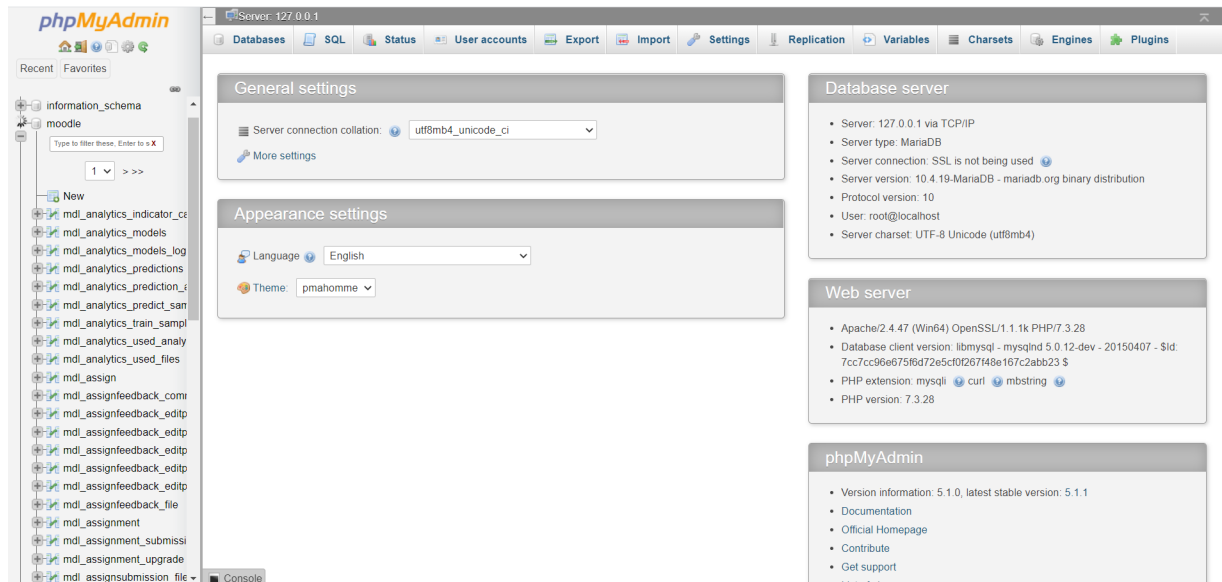 phpMyAdmin
Recent Favorites
information_schema
moodle
Type to filter these, Enter to s X
1 > >>
New
mdl_analytics_indicator_ca
mdl_analytics_models
mdl_analytics_models_log
mdl_analytics_predictions
mdl_analytics_prediction_a
mdl_analytics_predict_sam
mdl_analytics_train_sampl
mdl_analytics_used_analy
mdl_analytics_used_files
mdl_assign
mdl_assignfeedback_comm
mdl_assignfeedback_editp
mdl_assignfeedback_editp
mdl_assignfeedback_editp
mdl_assignfeedback_editp
mdl_assignfeedback_file
mdl_assignment
mdl_assignment_submissi
mdl_assignment_upgrade
mdl_assignsubmission_file
Server: 127.0.0.1
Databases SQL Status User accounts Export Import Settings Replication Variables Charsets Engines Plugins
General settings
Server connection collation: utf8mb4_unicode_ci
More settings
Appearance settings
Language English
Theme: pmahomme
Console
Database server
• Server: 127.0.0.1 via TCP/IP
• Server type: MariaDB
• Server connection: SSL is not being used
• Server version: 10.4.19-MariaDB - mariadb.org binary distribution
• Protocol version: 10
• User: root@localhost
• Server charset: UTF-8 Unicode (utf8mb4)
Web server
• Apache/2.4.47 (Win64) OpenSSL/1.1.1k PHP/7.3.28
• Database client version: libmysql - mysqlnd 5.0.12-dev - 20150407 - $Id:
7cc7cc96e675f6d72e5cf0f267f48e167c2abb23 $
• PHP extension: mysqli curl mbstring
• PHP version: 7.3.28
phpMyAdmin
• Version information: 5.1.0, latest stable version: 5.1.1
• Documentation
• Official Homepage
• Contribute
• Get support